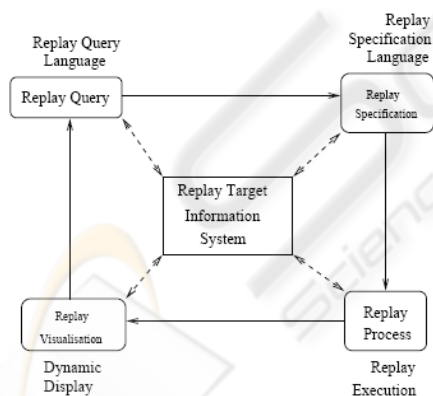 Replay Query
Language
Replay
Specification
Language
Replay Query
Replay
Specification
Replay Target
Information
System
Replay
Visualisation
Replay
Process
Dynamic
Display
Replay
Execution
Science